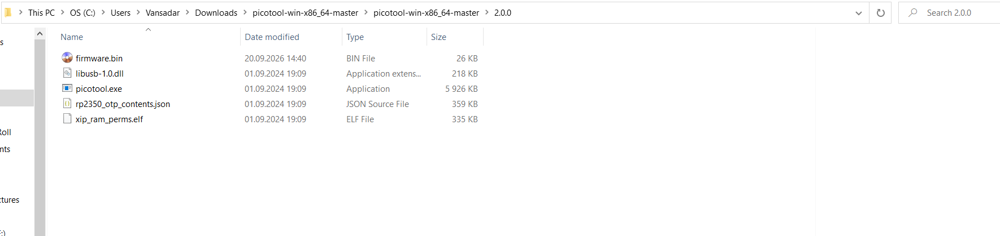 This PC > OS (C:) > Users > Vansadar > Downloads > picotool-win-x86_64-master > picotool-win-x86_64-master > 2.0.0
Search 2.0.0
Name Date modified Type Size
firmware.bin 20.09.2026 14:40 BIN File 26 KB
libusb-1.0.dll 01.09.2024 19:09 Application extens... 218 KB
picotool.exe 01.09.2024 19:09 Application 5 926 KB
rp2350_otp_contents.json 01.09.2024 19:09 JSON Source File 359 KB
xip_ram_perms.elf 01.09.2024 19:09 ELF File 335 KB
s
Roll
nts
ctures
:)